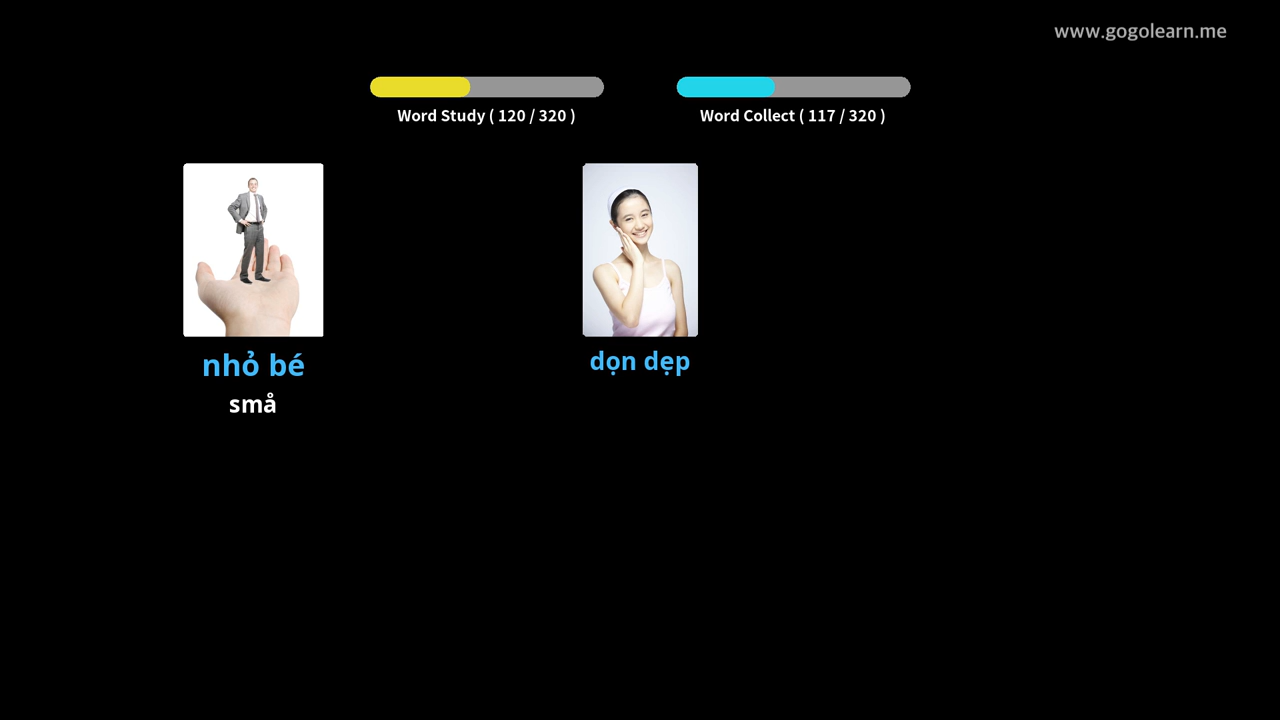 www.gogolearn.me
Word Study ( 120 / 320 )
Word Collect ( 117 / 320 )
nhỏ bé
små
dọn dẹp